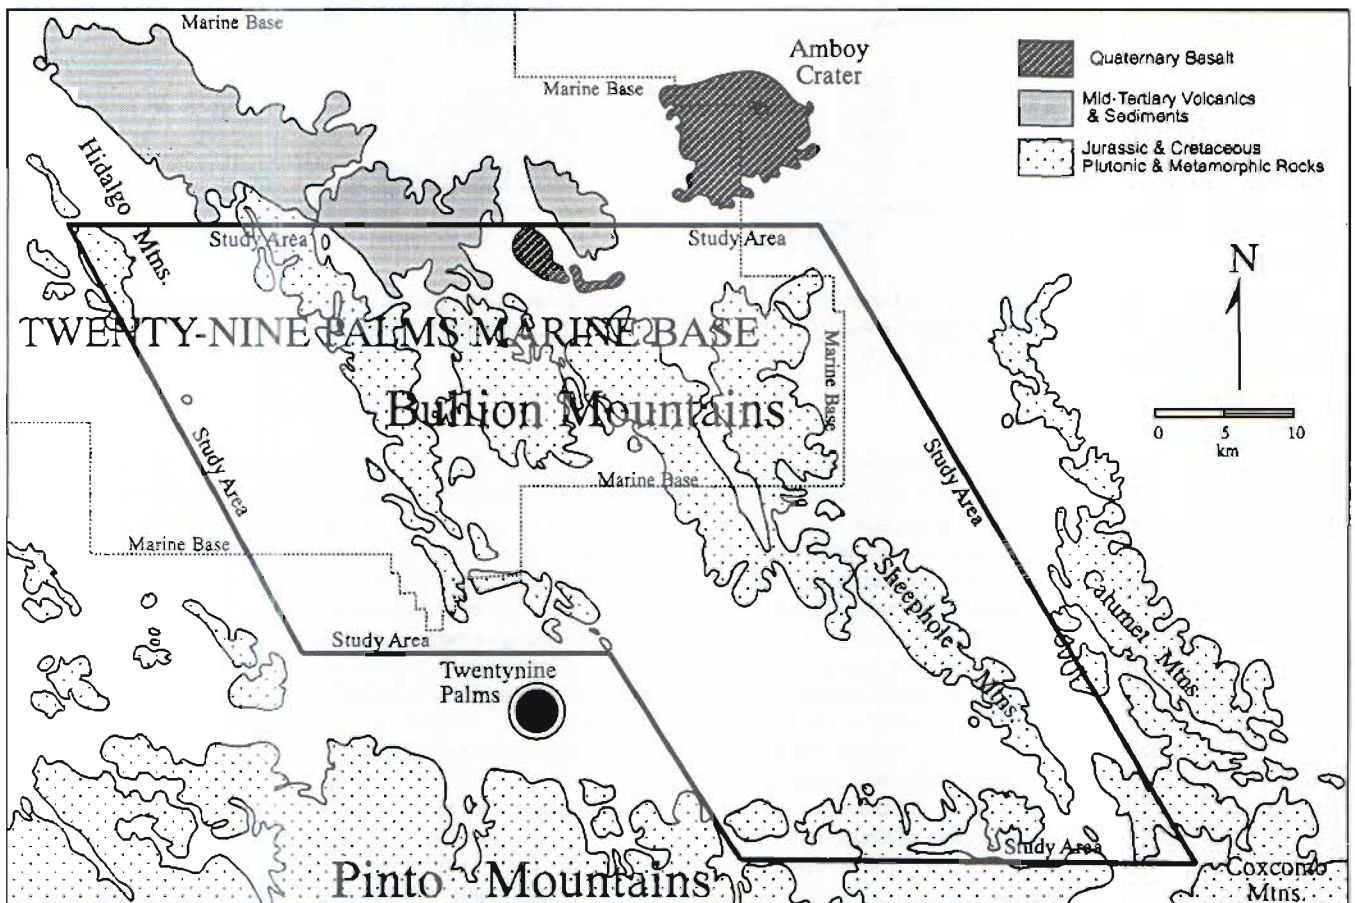 Marine Base
Amboy
Crater
Marine Base
Quaternary Basalt
Mid-Tertiary Volcanics
& Sediments
Jurassic & Cretaceous
Plutonic & Metamorphic Rocks
Hidalgo Mtns.
Study Area
Study Area
N
TWENTY-NINE PALMS MARINE BASE
Marine Base
Bullion Mountains
0 5 10
km
Study Area
Study Area
Marine Base
Marine Base
Sheephole Mtns.
Calumet Mtns
Study Area
Twentynine
Palms
Study Area
Pinto Mountains
Coxcomb
Mtns.